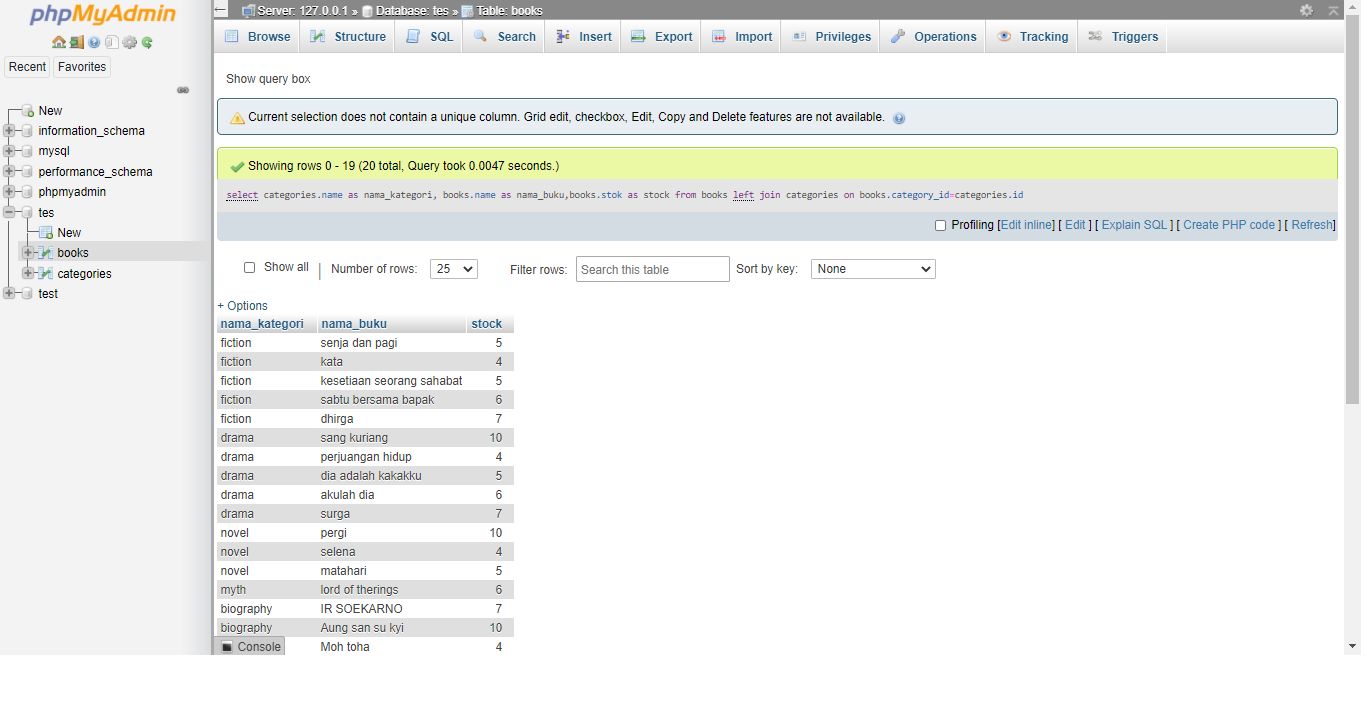 phpMyAdmin
Recent Favorites
New
information_schema
mysql
performance_schema
phpmyadmin
tes
New
books
categories
test
Server: 127.0.0.1 » Database: tes » Table: books
Browse Structure SQL Search Insert Export Import Privileges Operations Tracking Triggers
Show query box
Current selection does not contain a unique column. Grid edit, checkbox, Edit, Copy and Delete features are not available.
Showing rows 0 - 19 (20 total, Query took 0.0047 seconds.)
select categories.name as nama_kategori, books.name as nama_buku,books.stok as stock from books left join categories on books.category_id=categories.id
Profiling [Edit inline] [ Edit ] [ Explain SQL ] [ Create PHP code ] [ Refresh]
Show all | Number of rows: 25 Filter rows: Search this table Sort by key: None
+ Options
nama_kategori nama_buku stock
fiction senja dan pagi 5
fiction kata 4
fiction kesetiaan seorang sahabat 5
fiction sabtu bersama bapak 6
fiction dhirga 7
drama sang kuriang 10
drama perjuangan hidup 4
drama dia adalah kakakku 5
drama akulah dia 6
drama surga 7
novel pergi 10
novel selena 4
novel matahari 5
myth lord of therings 6
biography IR SOEKARNO 7
biography Aung san su kyi 10
Console Moh toha 4